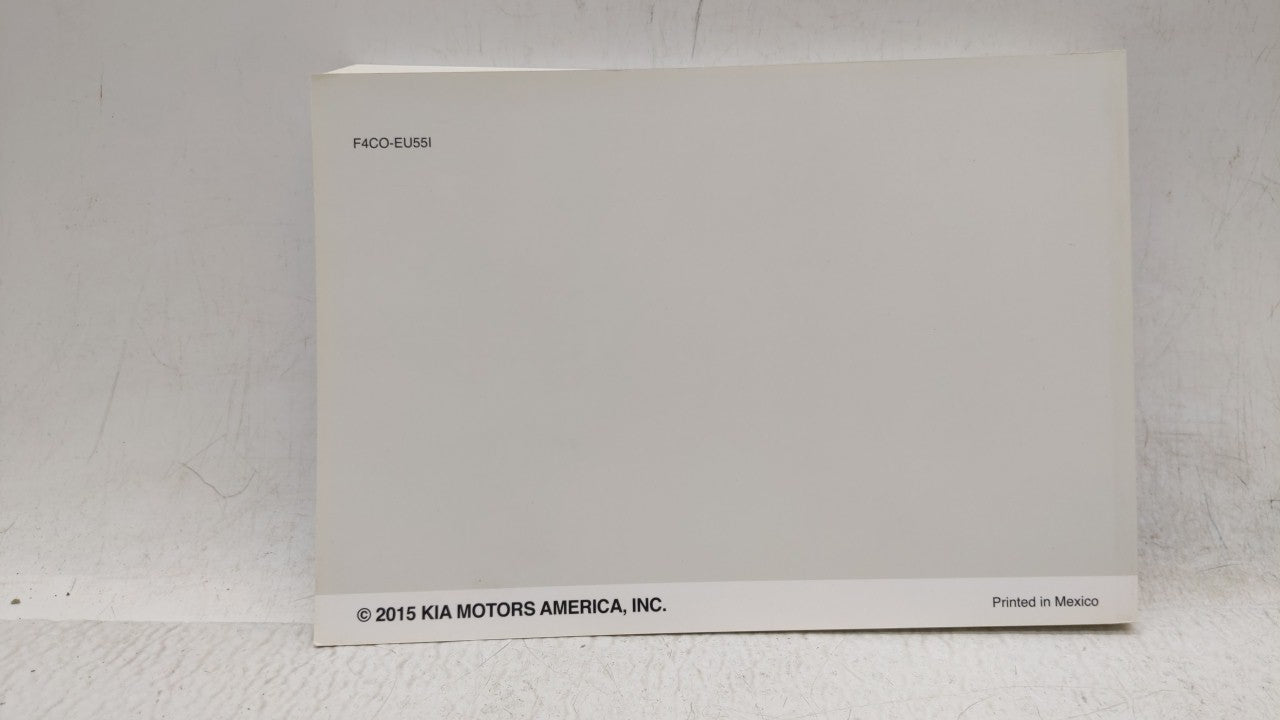 F4CO-EU55I
© 2015 KIA MOTORS AMERICA, INC.
Printed in Mexico